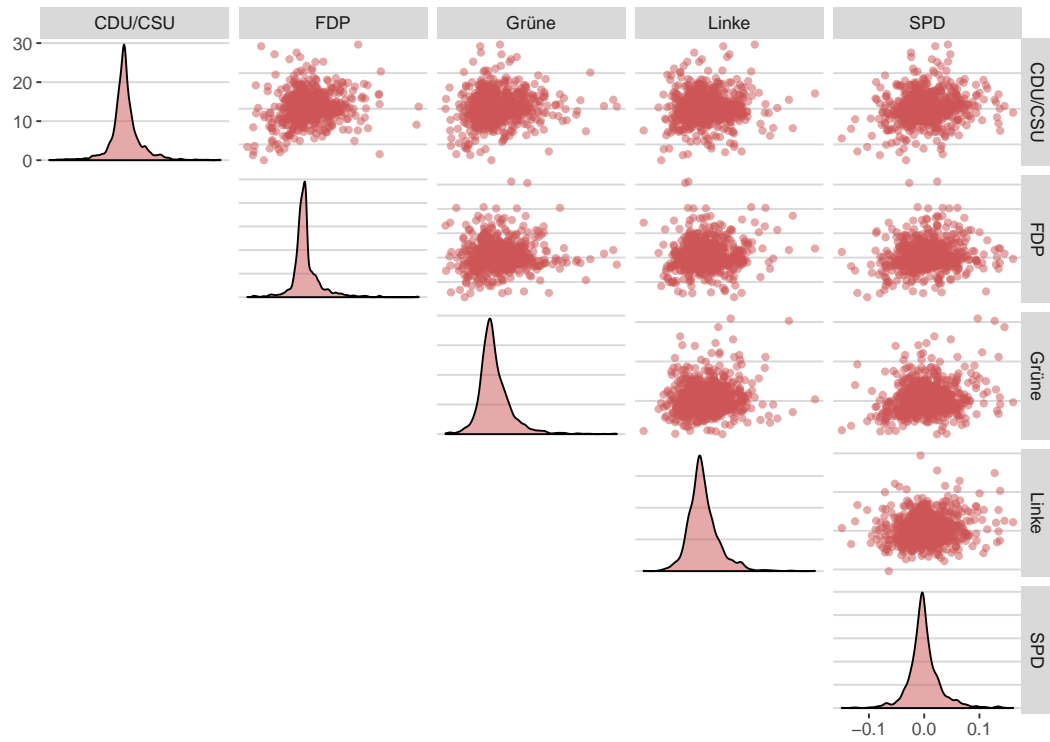 CDU/CSU
FDP
Grüne
Linke
SPD
30
20
10
0
CDU/CSU
FDP
Grüne
Linke
SPD
−0.1
0.0
0.1